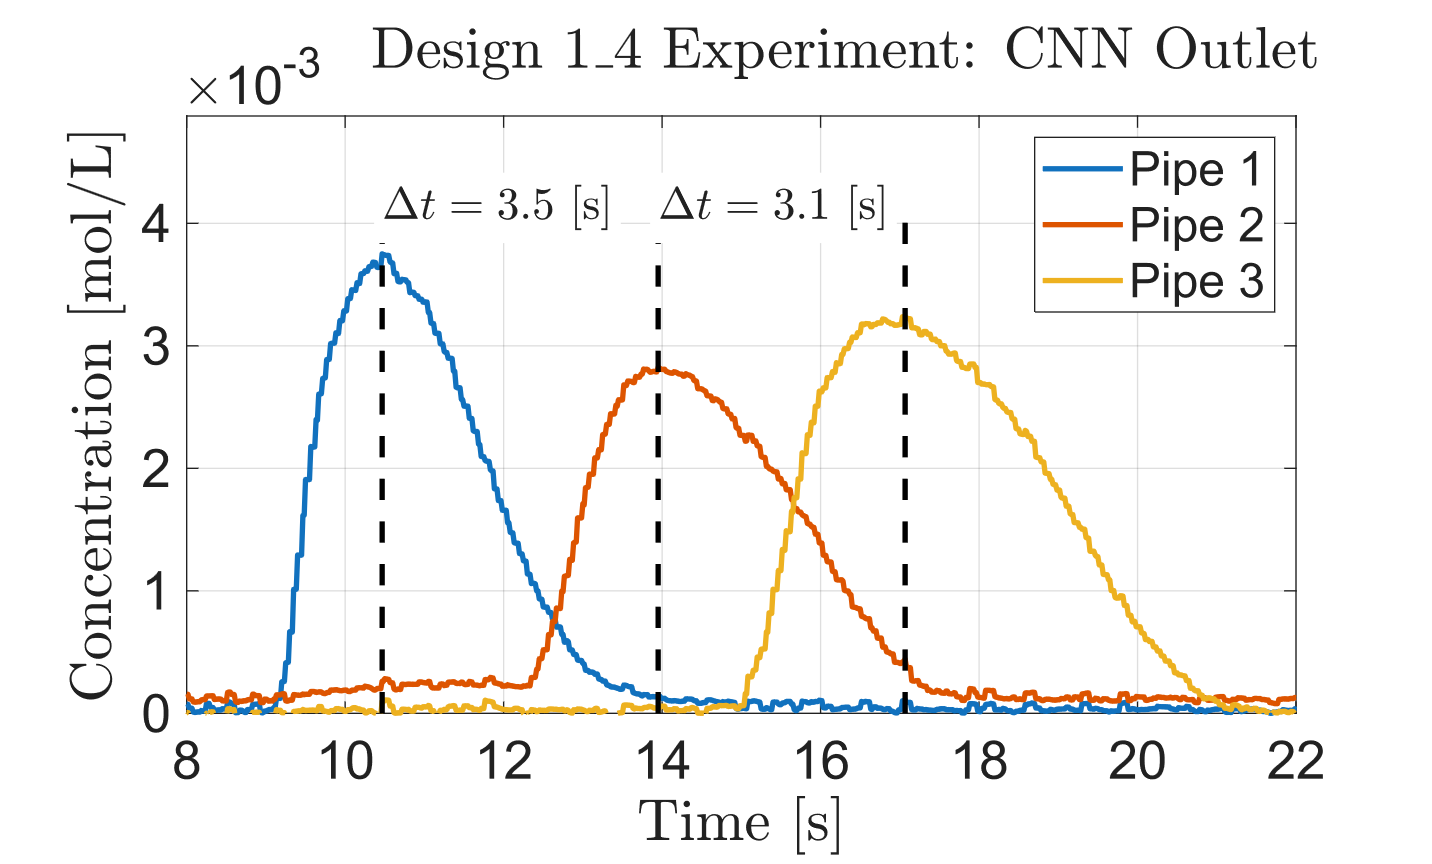 Design 1_4 Experiment: CNN Outlet
×10-3
Concentration [mol/L]
Δt = 3.5 [s]
Δt = 3.1 [s]
Pipe 1
Pipe 2
Pipe 3
4
3
2
1
0
8 10 12 14 16 18 20 22
Time [s]